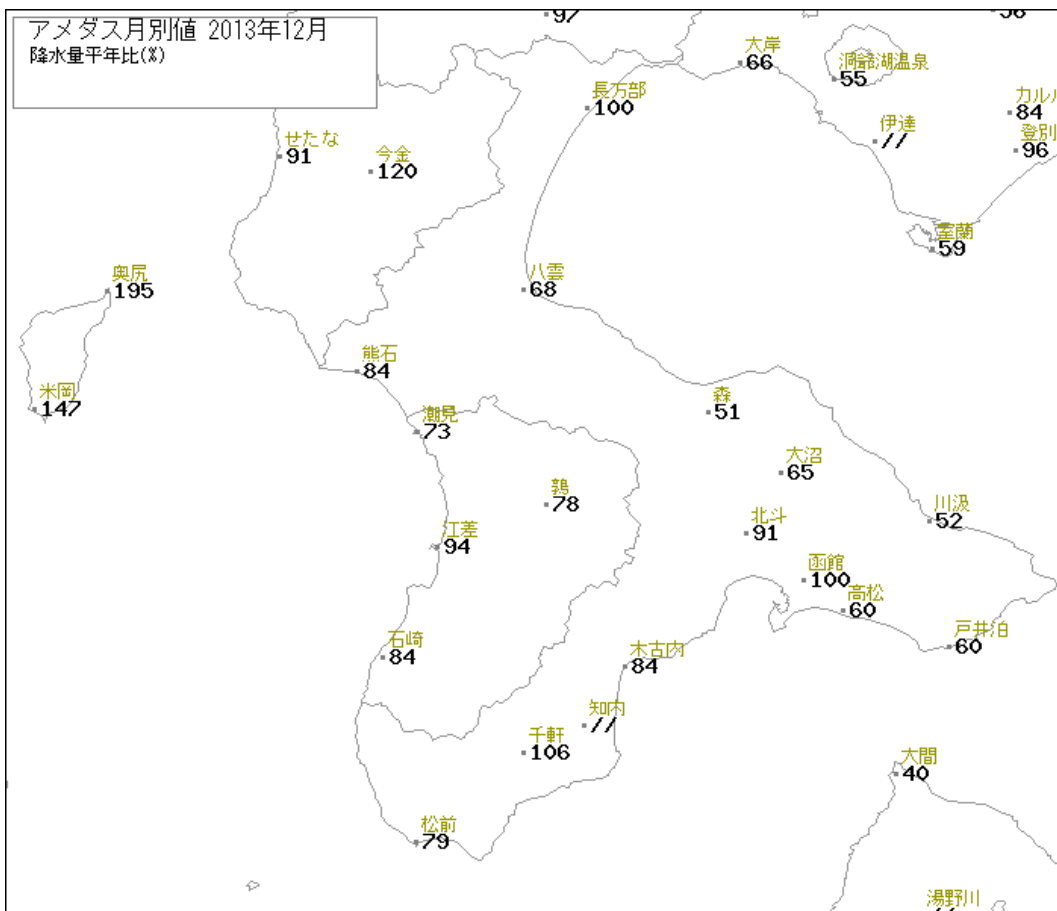 アメダス月別値 2013年12月
降水量平年比(%)
97
大岸
66
洞爺湖温泉
55
長万部
100
84
伊達
//
登別
96
せたな
91
今金
120
室蘭
59
奥尻
195
八雲
68
熊石
84
米岡
147
潮見
73
森
51
大沼
65
鶉
78
川汲
52
北斗
91
江差
94
函館
100
高松
60
石崎
84
木古内
84
戸井泊
60
知内
//
千軒
106
大間
40
松前
79
湯野川